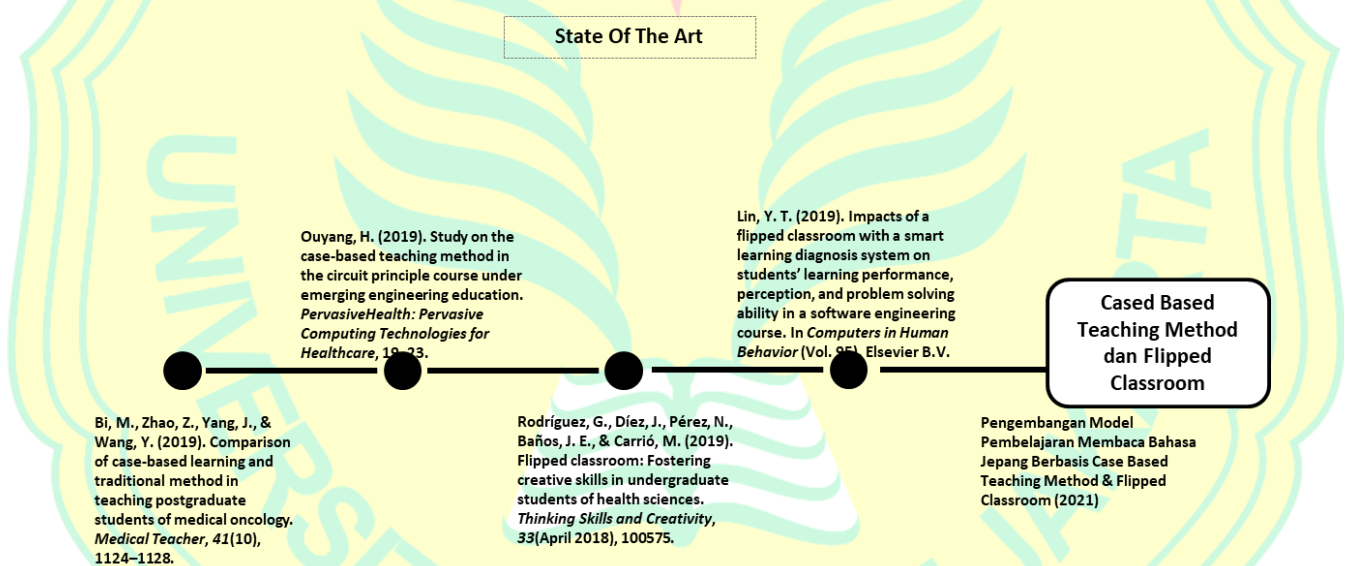 State Of The Art
Ouyang, H. (2019). Study on the
case-based teaching method in
the circuit principle course under
emerging engineering education.
PervasiveHealth: Pervasive
Computing Technologies for
Healthcare, 19–23.
Lin, Y. T. (2019). Impacts of a
flipped classroom with a smart
learning diagnosis system on
students' learning performance,
perception, and problem solving
ability in a software engineering
course. In Computers in Human
Behavior (Vol. 95). Elsevier B.V.
Cased Based
Teaching Method
dan Flipped
Classroom
Bi, M., Zhao, Z., Yang, J., &
Wang, Y. (2019). Comparison
of case-based learning and
traditional method in
teaching postgraduate
students of medical oncology.
Medical Teacher, 41(10),
1124–1128.
Rodríguez, G., Díez, J., Pérez, N.,
Baños, J. E., & Carrió, M. (2019).
Flipped classroom: Fostering
creative skills in undergraduate
students of health sciences.
Thinking Skills and Creativity,
33(April 2018), 100575.
Pengembangan Model
Pembelajaran Membaca Bahasa
Jepang Berbasis Case Based
Teaching Method & Flipped
Classroom (2021)